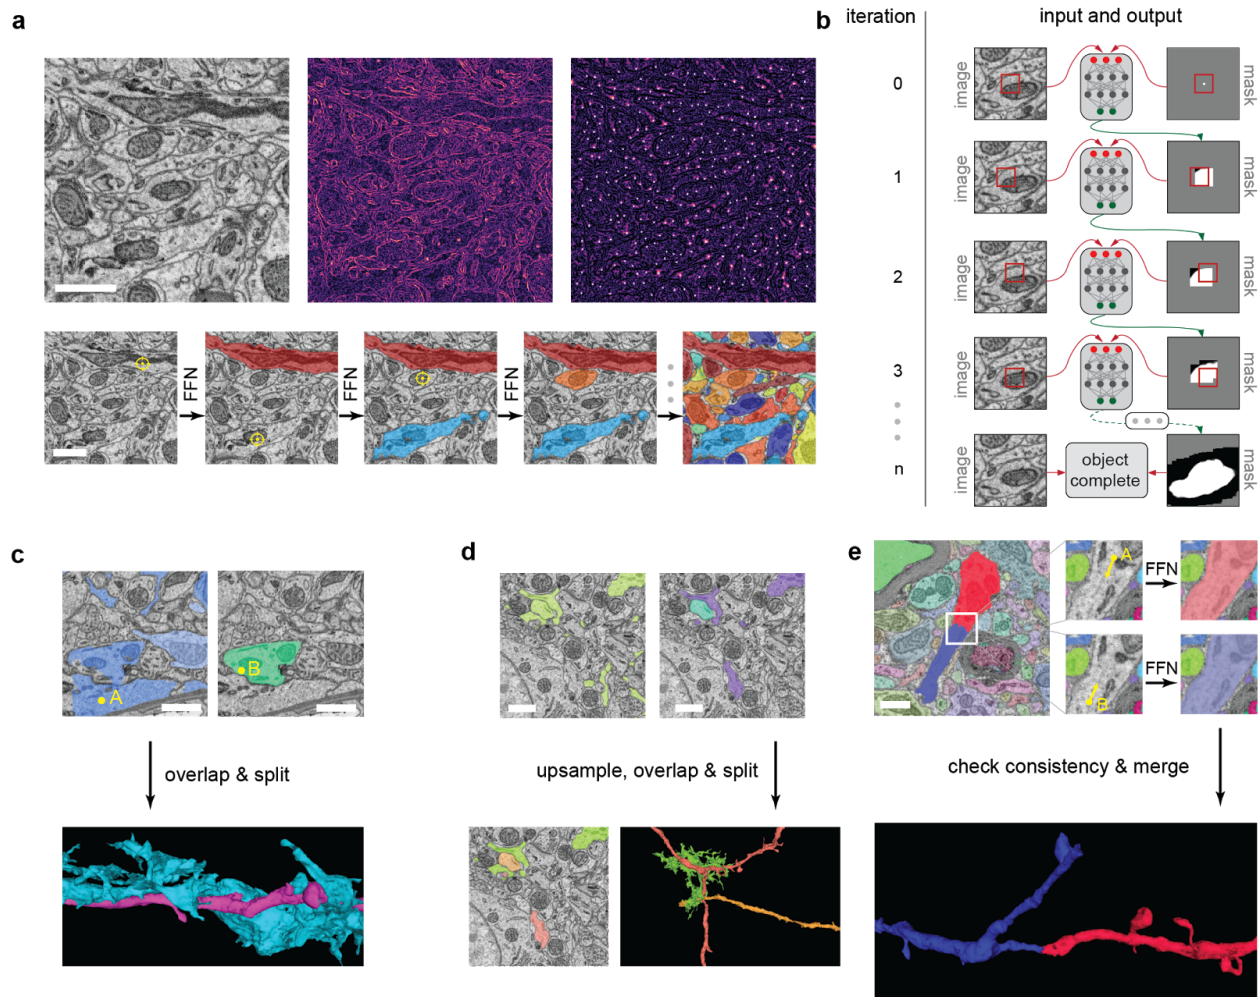 a
FFN
FFN
FFN
b
iteration
input and output
0
image
mask
1
image
mask
2
image
mask
3
image
mask
n
image
object
complete
mask
c
A
B
overlap & split
d
upsample, overlap & split
e
A
FFN
B
FFN
check consistency & merge